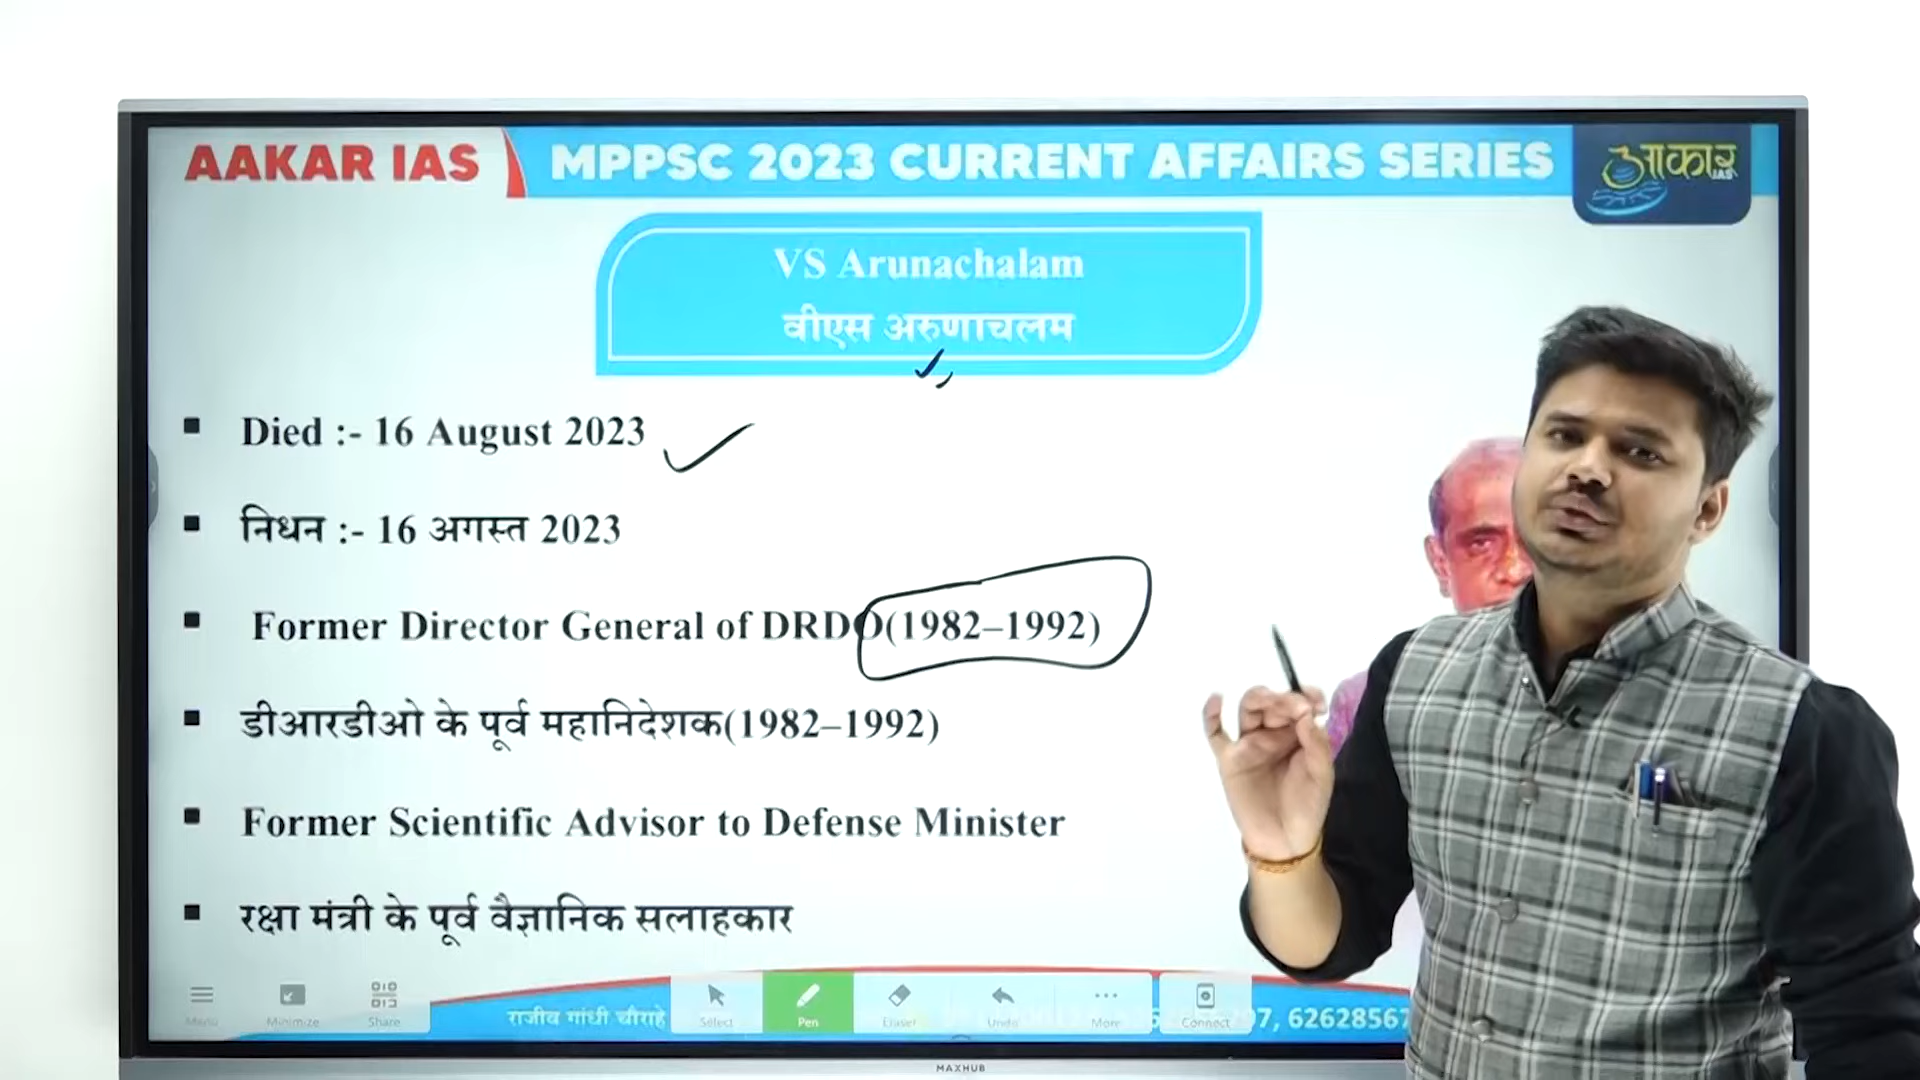 AAKAR IAS MPPSC 2023 CURRENT AFFAIRS SERIES
आकार
IAS
VS Arunachalam
वीएस अरुणाचलम
Died :- 16 August 2023
निधन :- 16 अगस्त 2023
Former Director General of DRDO(1982–1992)
डीआरडीओ के पूर्व महानिदेशक(1982–1992)
Former Scientific Advisor to Defense Minister
रक्षा मंत्री के पूर्व वैज्ञानिक सलाहकार
Menu Minimize Share Select Pen Eraser Undo More Connect
राजीव गांधी चौराहे
MAXHUB